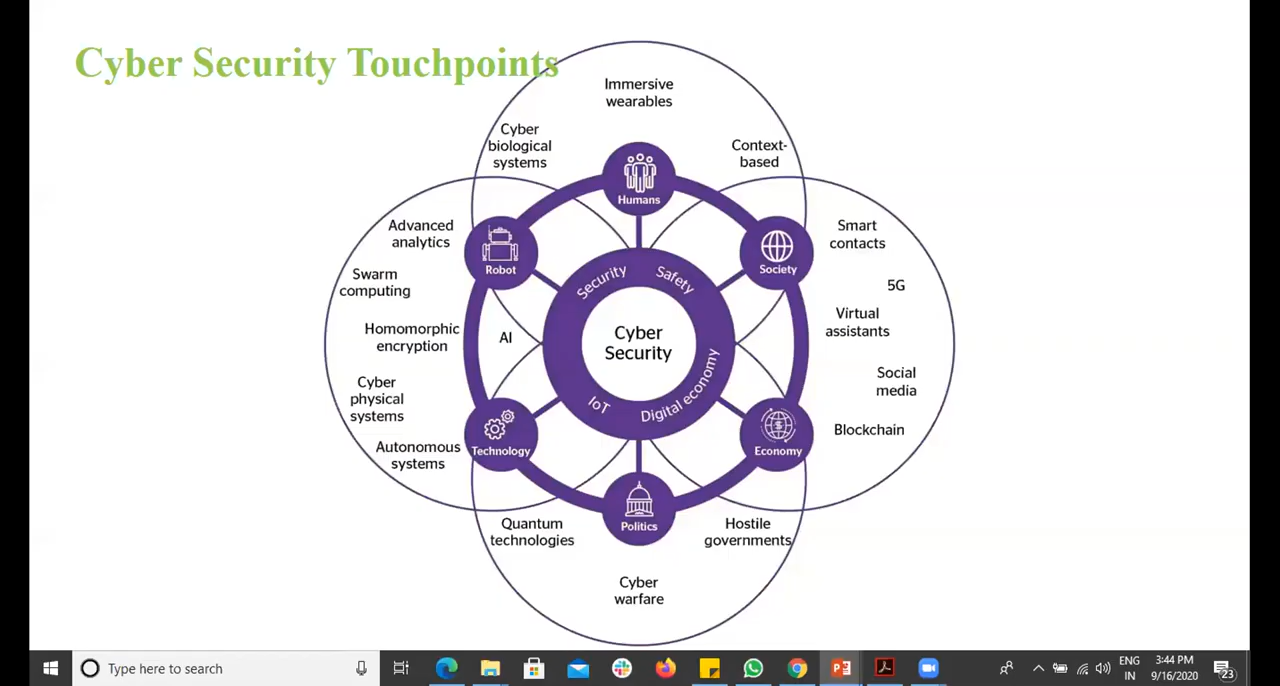 Cyber Security Touchpoints
Immersive
wearables
Cyber
biological
systems
Context-
based
Humans
Advanced
analytics
Robot
Society
Smart
contacts
Swarm
computing
Security
Safety
5G
Homomorphic
encryption
AI
Cyber
Security
Virtual
assistants
Cyber
physical
systems
IoT
Digital economy
Social
media
Autonomous
systems
Technology
Economy
Blockchain
Quantum
technologies
Politics
Hostile
governments
Cyber
warfare
Type here to search
ENG
IN
3:44 PM
9/16/2020
23